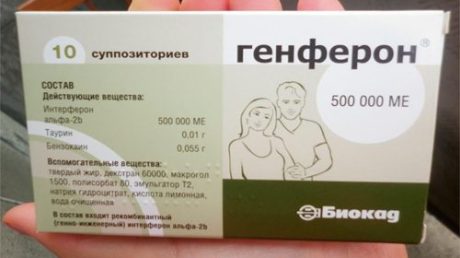 10 суппозиториев
СОСТАВ
Действующие вещества:
Интерферон
альфа-2b 500 000 МЕ
Таурин 0,01 г
Бензокаин 0,055 г
Вспомогательные вещества:
твердый жир, декстран 60000, макрогол
1500, полисорбат 80, эмульгатор Т2,
натрия гидроцитрат, кислота лимонная,
вода очищенная
В состав входит рекомбинантный
(генно-инженерный) интерферон альфа-2b
генферон®
500 000 МЕ
Биокад